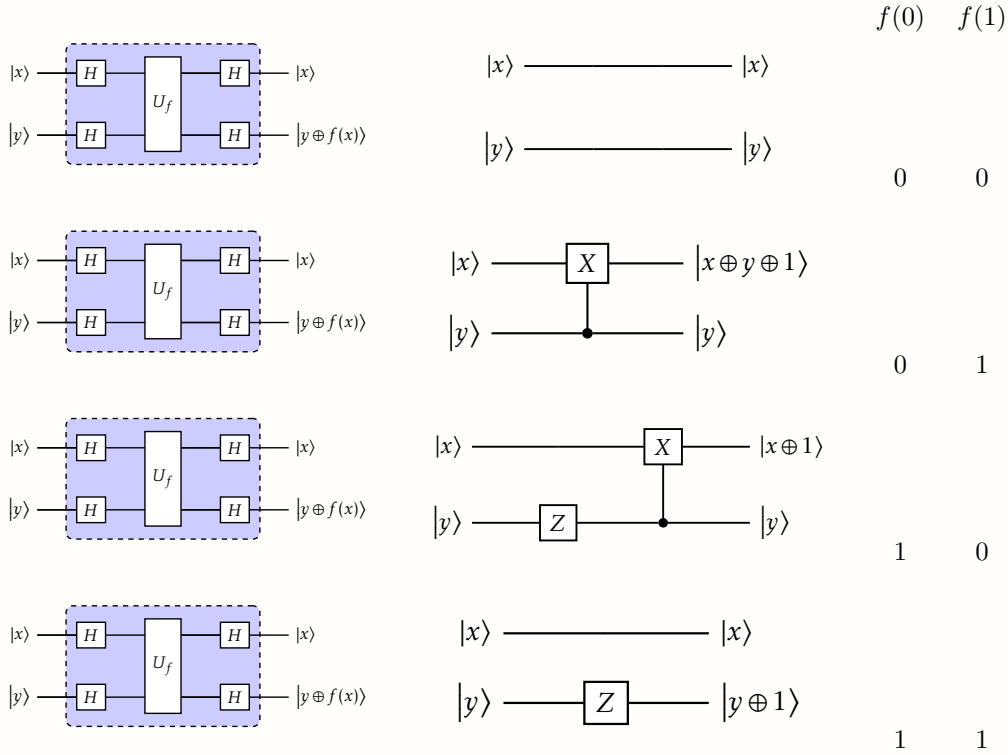 f(0) f(1)
|x⟩ H U_f H |x⟩ |x⟩ |x⟩
|y⟩ H H |y ⊕ f(x)⟩ |y⟩ |y⟩
0 0
|x⟩ H U_f H |x⟩ |x⟩ X |x ⊕ y ⊕ 1⟩
|y⟩ H H |y ⊕ f(x)⟩ |y⟩ |y⟩
0 1
|x⟩ H U_f H |x⟩ |x⟩ X |x ⊕ 1⟩
|y⟩ H H |y ⊕ f(x)⟩ |y⟩ Z |y⟩
1 0
|x⟩ H U_f H |x⟩ |x⟩ |x⟩
|y⟩ H H |y ⊕ f(x)⟩ |y⟩ Z |y ⊕ 1⟩
1 1